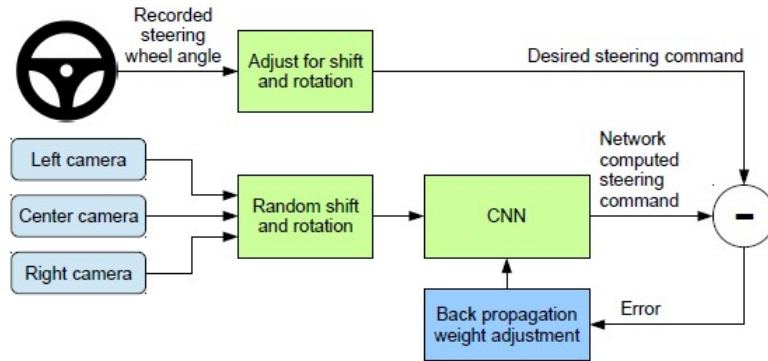 Recorded
steering
wheel angle
Adjust for shift
and rotation
Desired steering command
Left camera
Center camera
Right camera
Random shift
and rotation
CNN
Network
computed
steering
command
-
Back propagation
weight adjustment
Error